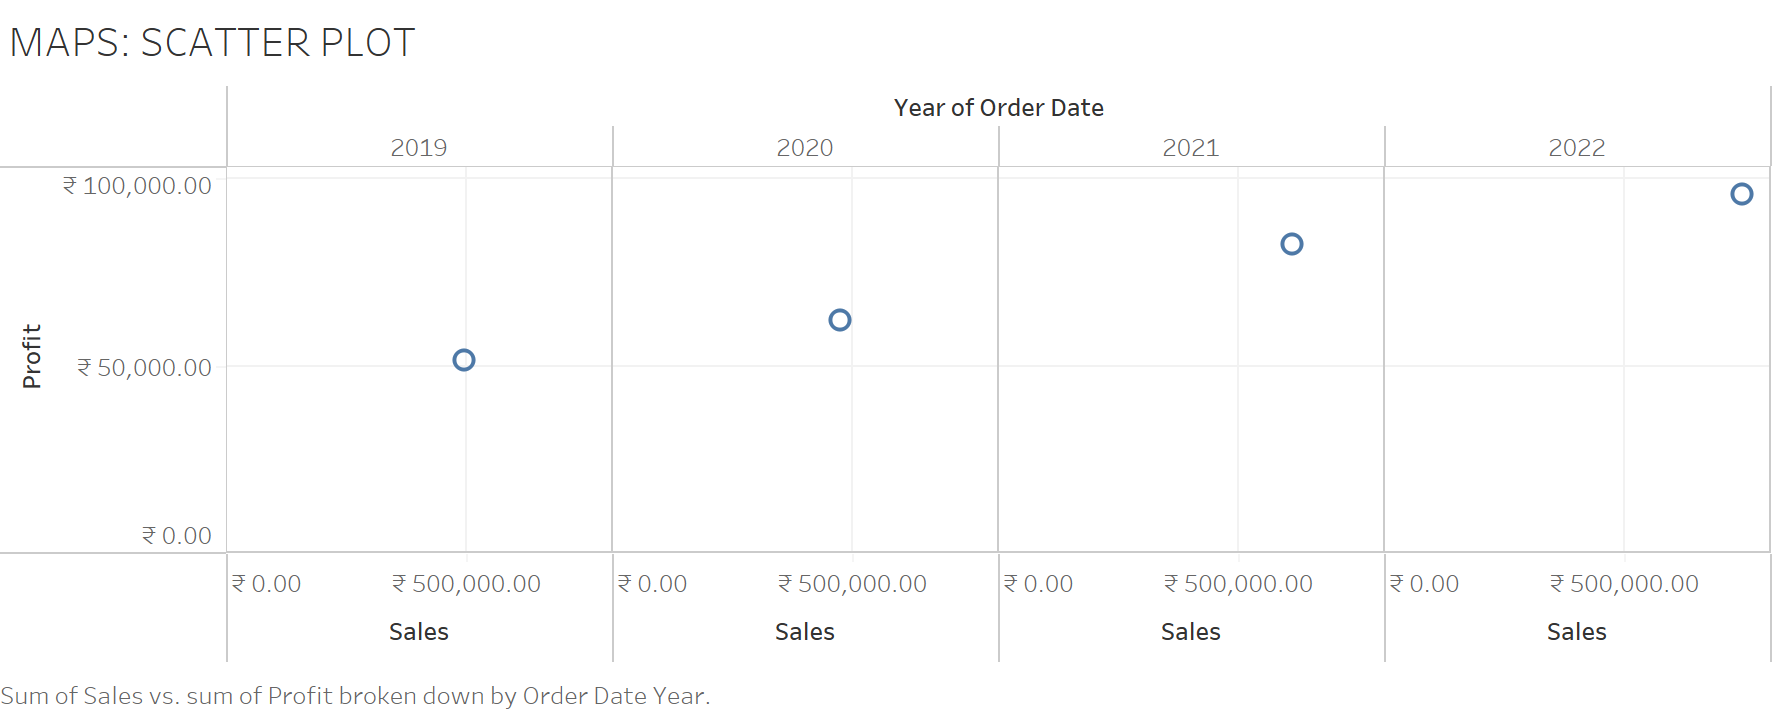 MAPS: SCATTER PLOT
Year of Order Date
2019 2020 2021 2022
₹ 100,000.00
₹ 50,000.00
₹ 0.00
Profit
₹ 0.00 ₹ 500,000.00 ₹ 0.00 ₹ 500,000.00 ₹ 0.00 ₹ 500,000.00 ₹ 0.00 ₹ 500,000.00
Sales Sales Sales Sales
Sum of Sales vs. sum of Profit broken down by Order Date Year.